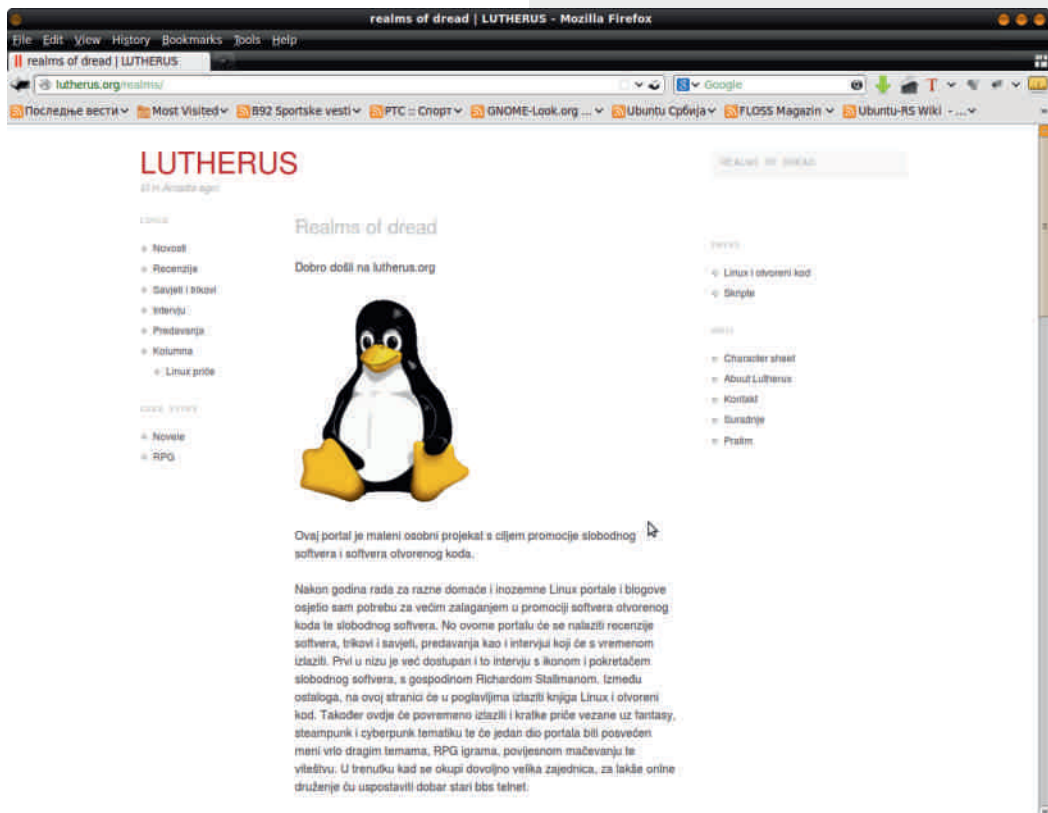 realms of dread | LUTHERUS - Mozilla Firefox
File Edit View History Bookmarks Tools Help
realms of dread | LUTHERUS
lutherus.org/realms/
Google
Последње вести
Most Visited
B92 Sportske vesti
РТС :: Спорт
GNOME-Look.org ...
Ubuntu Србија
FLOSS Magazin
Ubuntu-RS Wiki - ...
LUTHERUS
Et in Arcadia ego!
REALMS OF DREAD
Novosti
Recenzije
Savjeti i trikovi
Intervju
Predavanja
Kolumna
Linux priče
Novele
RPG
Realms of dread
Dobro došli na lutherus.org
Ovaj portal je maleni osobni projekat s ciljem promocije slobodnog
softvera i softvera otvorenog koda.
Nakon godina rada za razne domaće i inozemne Linux portale i blogove
osjetio sam potrebu za većim zalaganjem u promociji softvera otvorenog
koda te slobodnog softvera. No ovome portalu će se nalaziti recenzije
softvera, trikovi i savjeti, predavanja kao i intervjui koji će s vremenom
izlaziti. Prvi u nizu je već dostupan i to intervju s ikonom i pokretačem
slobodnog softvera, s gospodinom Richardom Stallmanom. Između
ostaloga, na ovoj stranici će u poglavljima izlaziti knjiga Linux i otvoreni
kod. Također ovdje će povremeno izlaziti i kratke priče vezane uz fantasy,
steampunk i cyberpunk tematiku te će jedan dio portala biti posvećen
meni vrlo dragim temama, RPG igrama, povijesnom mačevanju te
viteštvu. U trenutku kad se okupi dovoljno velika zajednica, za lakše online
druženje ću uspostaviti dobar stari bbs telnet.
Linux i otvoreni kod
Skripte
Character sheet
About Lutherus
Kontakt
Suradnje
Pratim